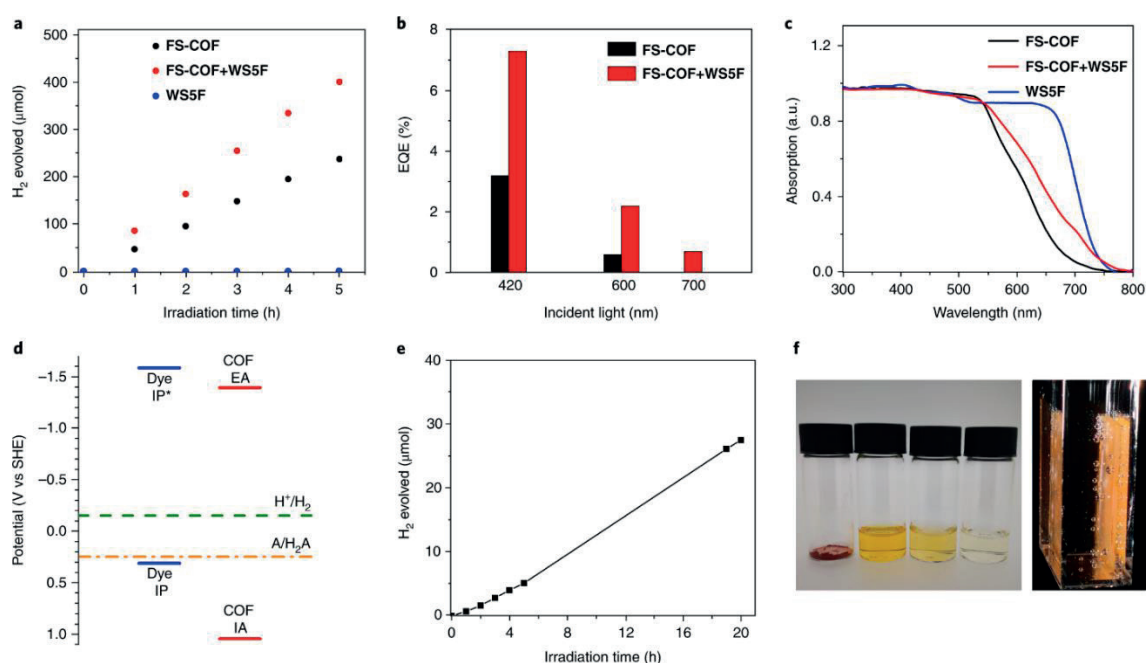 a
500
400
300
200
100
0
0 1 2 3 4 5
H₂ evolved (μmol)
Irradiation time (h)
FS-COF
FS-COF+WS5F
WS5F
b
8
6
4
2
0
420 600 700
EQE (%)
Incident light (nm)
FS-COF
FS-COF+WS5F
c
1.2
0.9
0.4
0.0
300 400 500 600 700 800
Absorption (a.u.)
Wavelength (nm)
FS-COF
FS-COF+WS5F
WS5F
d
−1.5
−1.0
−0.5
0.0
0.5
1.0
Potential (V vs SHE)
Dye
IP*
COF
EA
H⁺/H₂
A/H₂A
Dye
IP
COF
IA
e
40
30
20
10
0
0 4 8 12 16 20
H₂ evolved (μmol)
Irradiation time (h)
f